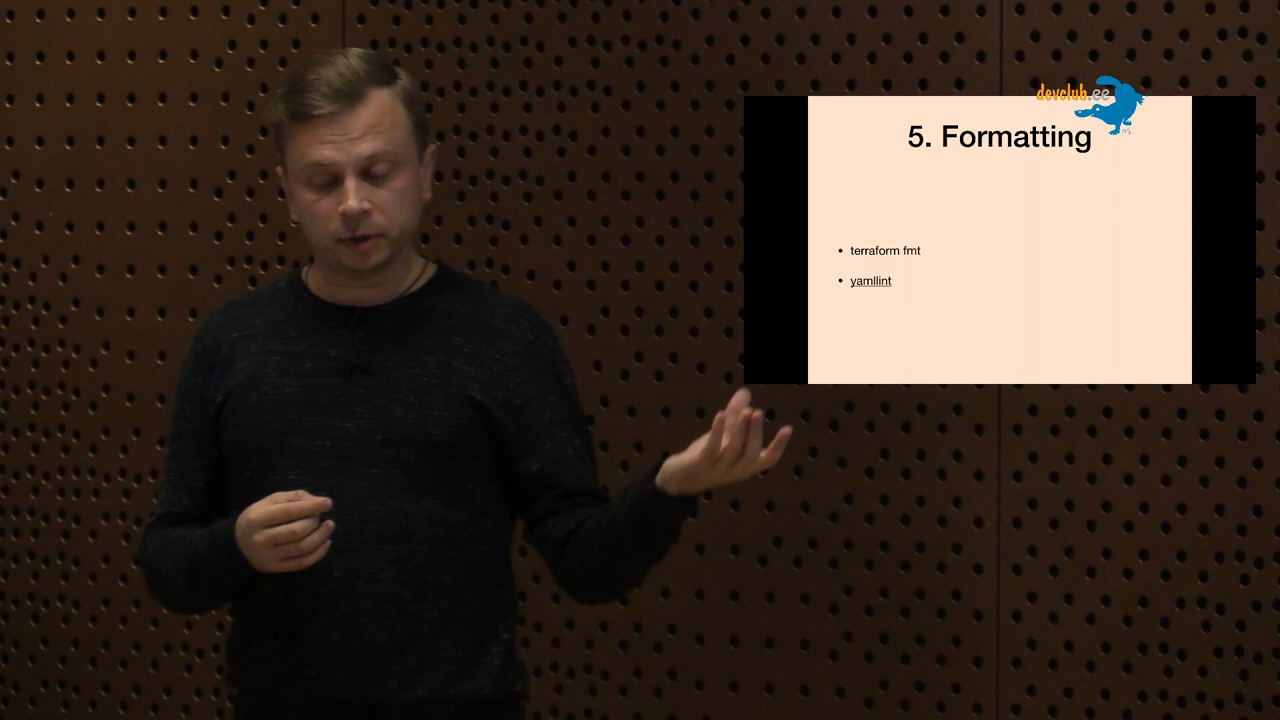 devclub.ee
5. Formatting
• terraform fmt
• yamllint